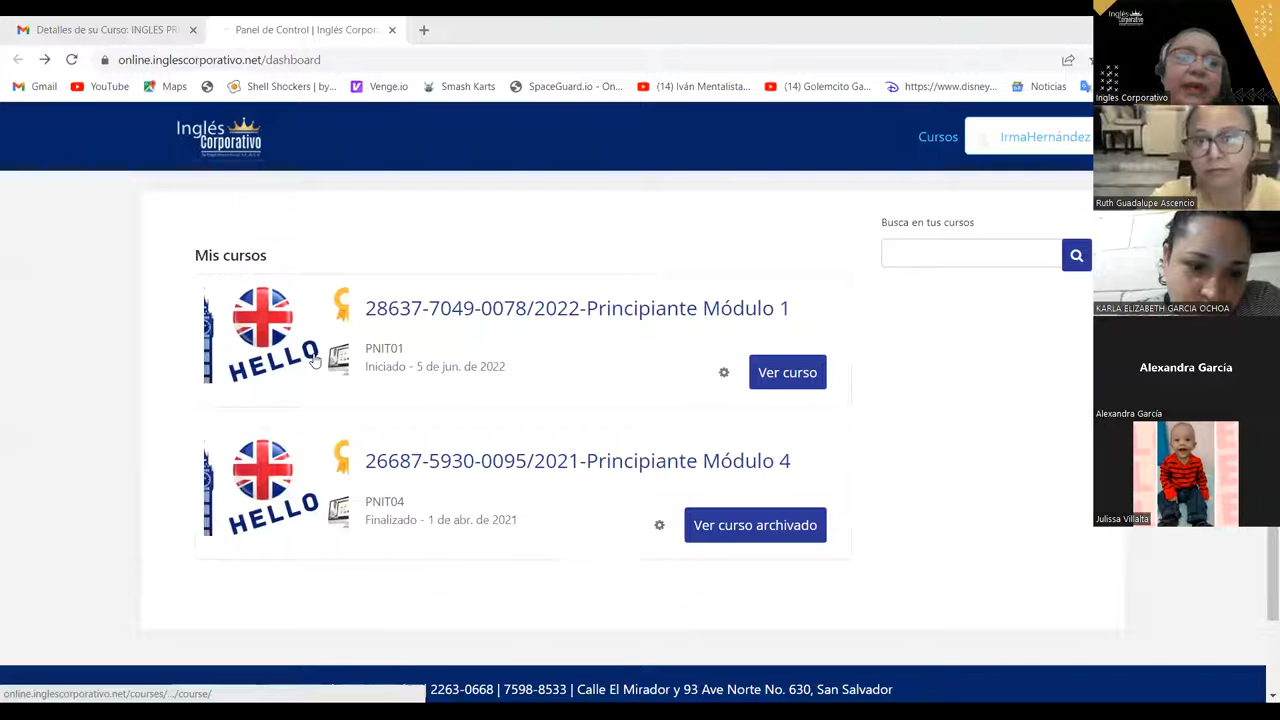 Detalles de su Curso: INGLES PRI
Panel de Control | Inglés Corpor...
online.inglescorporativo.net/dashboard
Gmail
YouTube
Maps
Shell Shockers | by...
Venge.io
Smash Karts
SpaceGuard.io - On...
(14) Iván Mentalista...
(14) Golemcito Ga...
https://www.disney...
Noticias
Inglés
Corporativo
Cursos
IrmaHernández
Busca en tus cursos
Mis cursos
HELLO
28637-7049-0078/2022-Principiante Módulo 1
PNIT01
Iniciado - 5 de jun. de 2022
Ver curso
HELLO
26687-5930-0095/2021-Principiante Módulo 4
PNIT04
Finalizado - 1 de abr. de 2021
Ver curso archivado
2263-0668 | 7598-8533 | Calle El Mirador y 93 Ave Norte No. 630, San Salvador
online.inglescorporativo.net/courses/.../course/
Inglés
Corporativo
Ingles Corporativo
Ruth Guadalupe Ascencio
KARLA ELIZABETH GARCIA OCHOA
Alexandra García
Alexandra García
Julissa Villalta